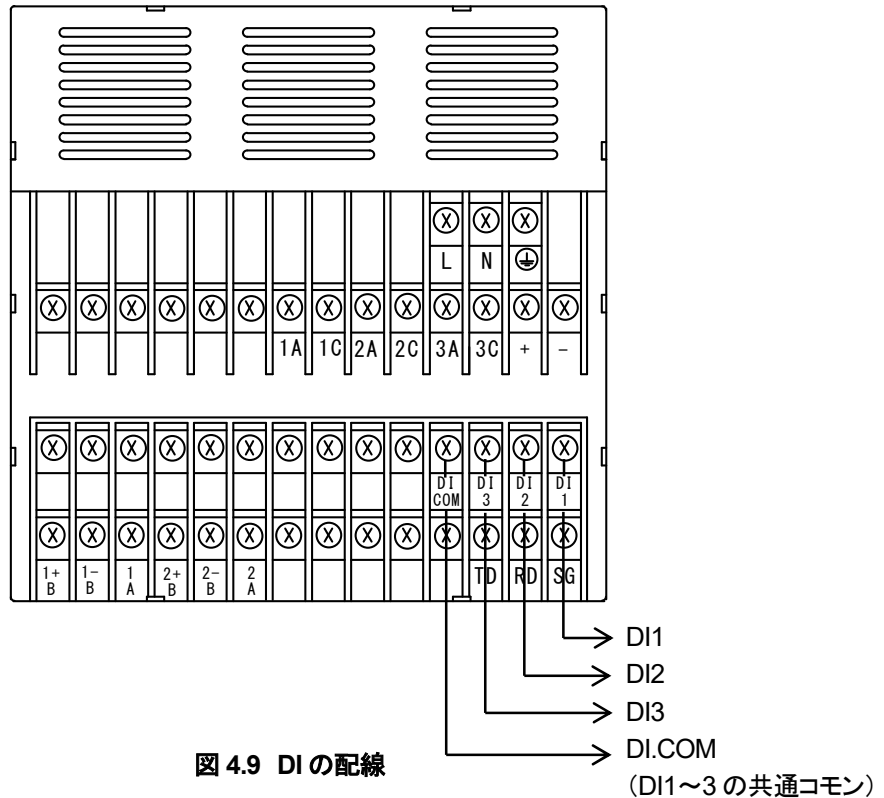 L N
1A 1C 2A 2C 3A 3C + −
DI COM DI 3 DI 2 DI 1
1+ B 1- B 1 A 2+ B 2- B 2 A TD RD SG
DI1
DI2
DI3
DI.COM
(DI1～3 の共通コモン)
図 4.9 DI の配線